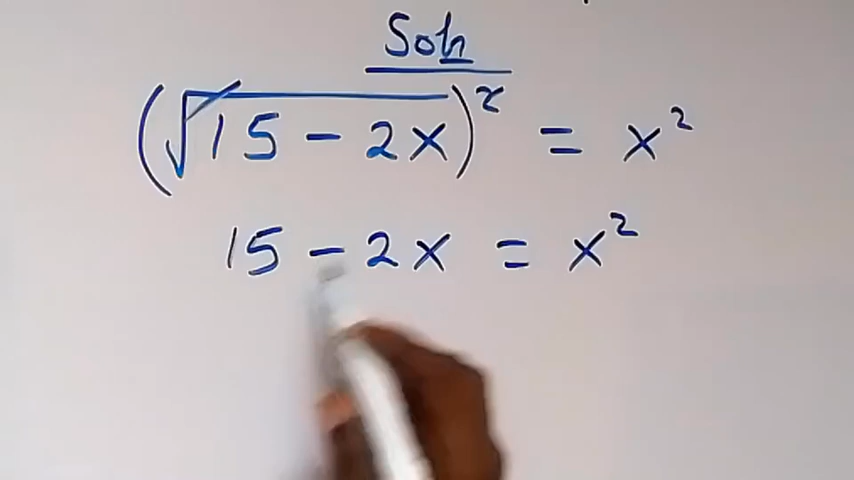 Soln
(√15 - 2x)² = x²
15 - 2x = x²